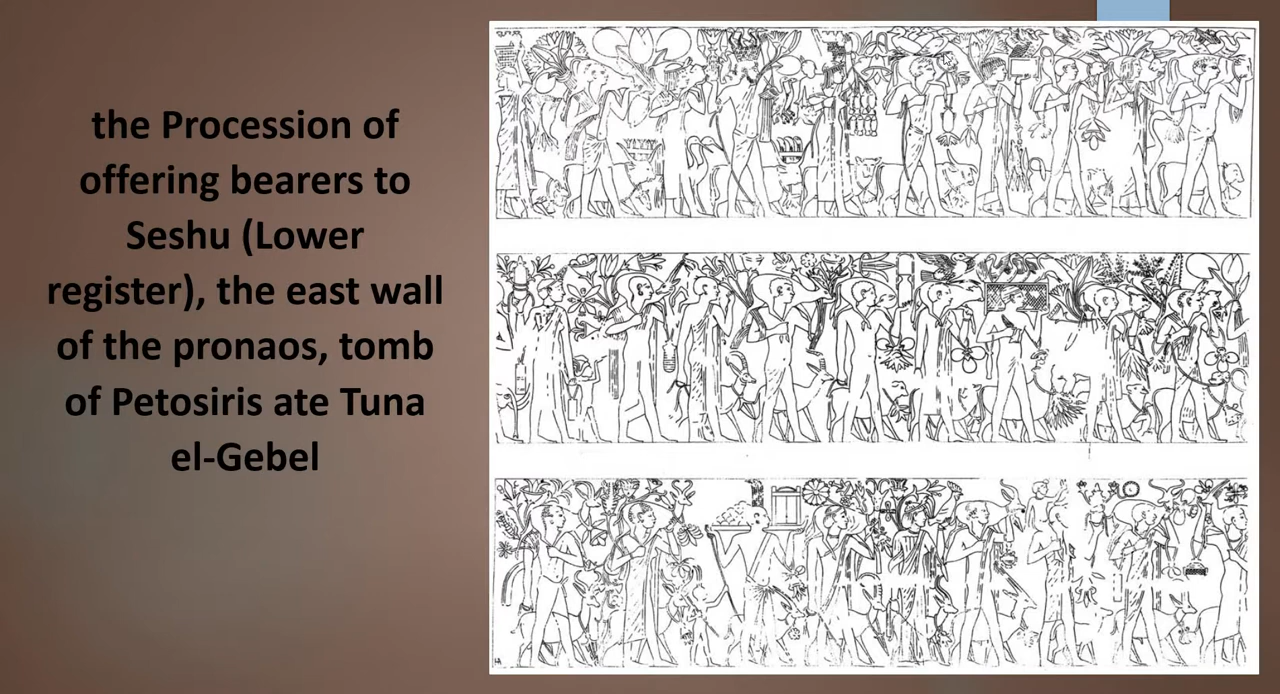 the Procession of
offering bearers to
Seshu (Lower
register), the east wall
of the pronaos, tomb
of Petosiris ate Tuna
el-Gebel